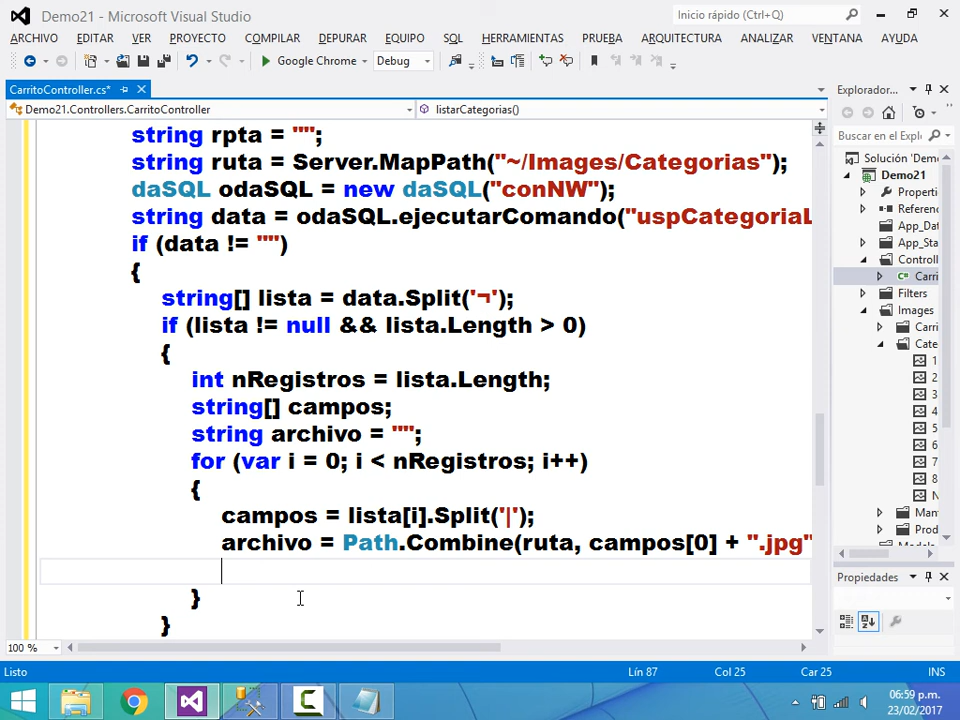 Demo21 - Microsoft Visual Studio
Inicio rápido (Ctrl+Q)
ARCHIVO EDITAR VER PROYECTO COMPILAR DEPURAR EQUIPO SQL HERRAMIENTAS PRUEBA ARQUITECTURA ANALIZAR VENTANA AYUDA
Google Chrome Debug
CarritoController.cs*
Explorador...
Demo21.Controllers.CarritoController listarCategorias()
Buscar en el Explo
string rpta = "";
string ruta = Server.MapPath("~/Images/Categorias");
daSQL odaSQL = new daSQL("conNW");
string data = odaSQL.ejecutarComando("uspCategoriaL
if (data != "")
{
string[] lista = data.Split('¬');
if (lista != null && lista.Length > 0)
{
int nRegistros = lista.Length;
string[] campos;
string archivo = "";
for (var i = 0; i < nRegistros; i++)
{
campos = lista[i].Split('|');
archivo = Path.Combine(ruta, campos[0] + ".jpg"
}
}
Solución 'Demo
Demo21
Properti
Referenc
App_Dat
App_Sta
Controll
Carri
Filters
Images
Carri
Cate
1
2
3
4
5
6
7
8
N
Man
Prod
Propiedades
100 %
Listo Lín 87 Col 25 Car 25 INS
06:59 p.m.
23/02/2017